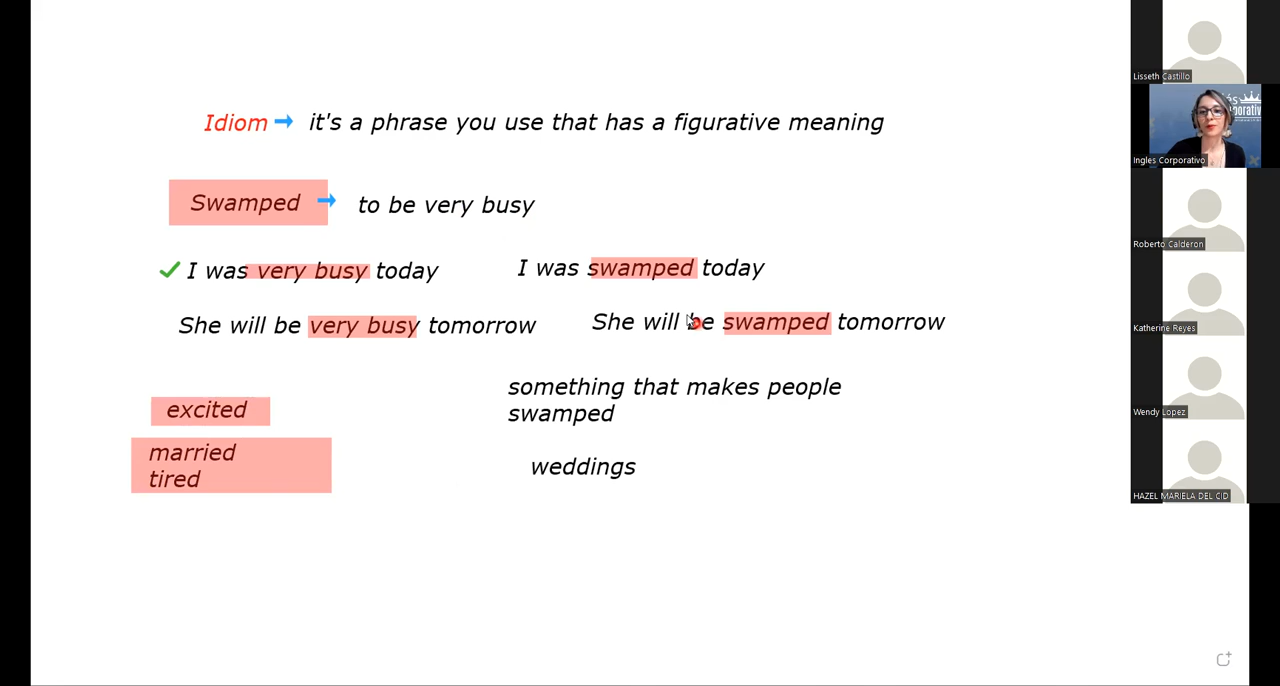 Idiom it's a phrase you use that has a figurative meaning
Swamped to be very busy
I was very busy today
I was swamped today
She will be very busy tomorrow
She will be swamped tomorrow
excited
married
tired
something that makes people
swamped
weddings
Lisseth Castillo
Ingles Corporativo
Roberto Calderon
Katherine Reyes
Wendy Lopez
HAZEL MARIELA DEL CID